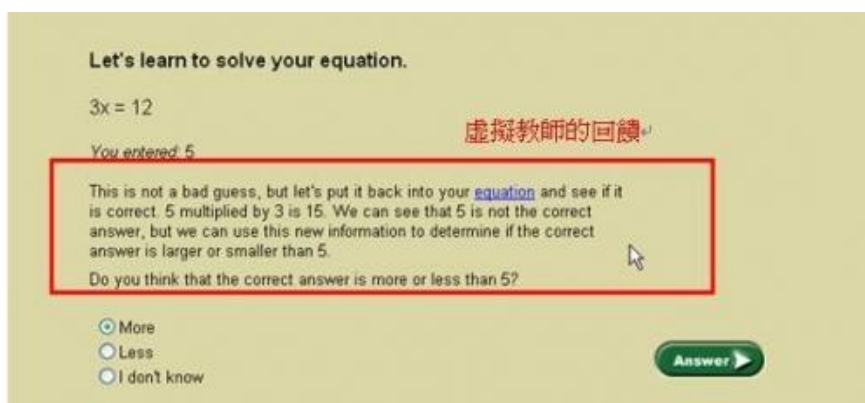 Let's learn to solve your equation.
3x = 12
虛擬教師的回饋
You entered: 5
This is not a bad guess, but let's put it back into your equation and see if it
is correct. 5 multiplied by 3 is 15. We can see that 5 is not the correct
answer, but we can use this new information to determine if the correct
answer is larger or smaller than 5.
Do you think that the correct answer is more or less than 5?
More
Less
I don't know
Answer